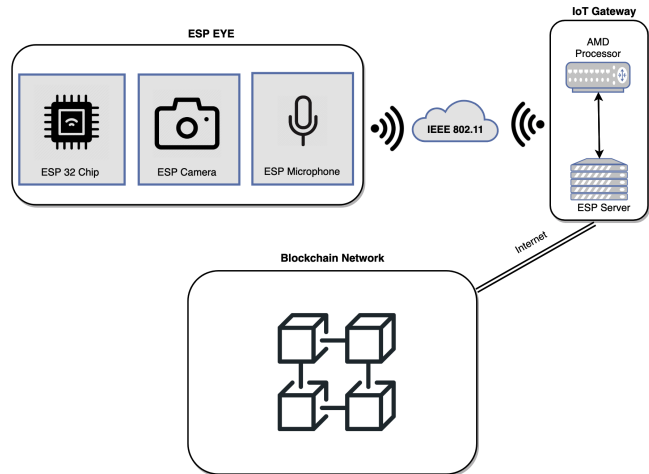 IoT Gateway
ESP EYE
AMD
Processor
IEEE 802.11
ESP 32 Chip
ESP Camera
ESP Microphone
ESP Server
Internet
Blockchain Network